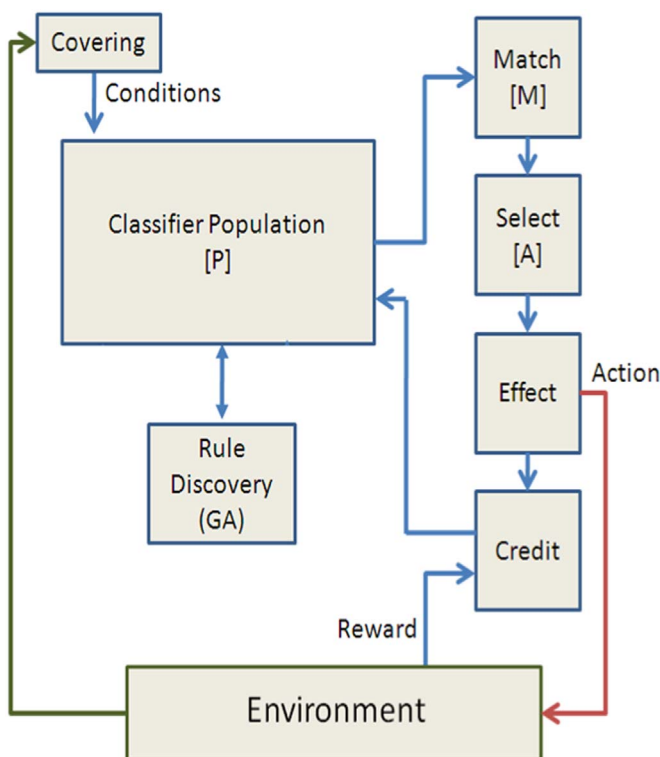 Covering
Conditions
Classifier Population
[P]
Rule
Discovery
(GA)
Match
[M]
Select
[A]
Effect
Action
Credit
Reward
Environment